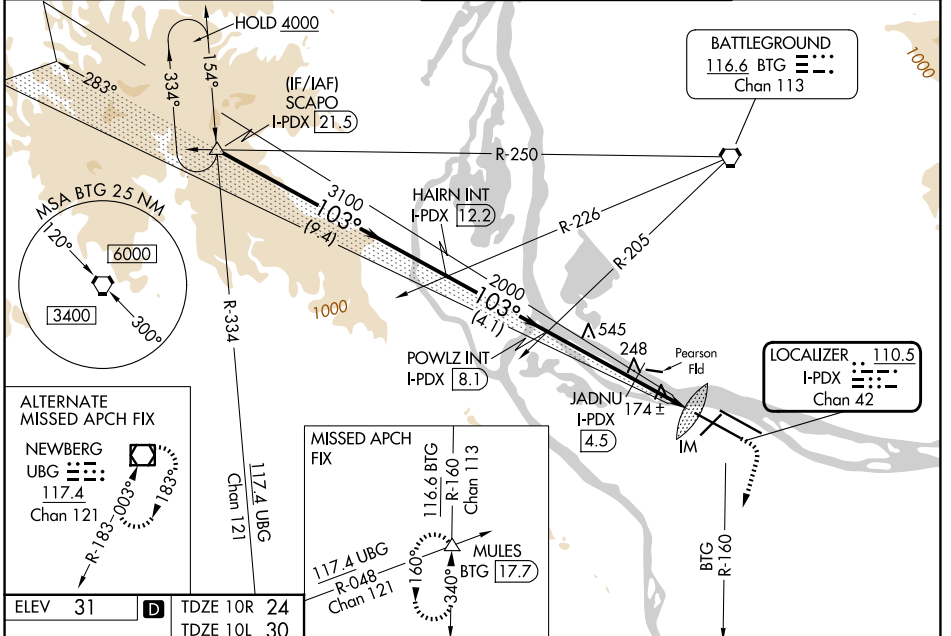 HOLD 4000
BATTLEGROUND
116.6 BTG
Chan 113
1000
283°
334°
154°
(IF/IAF)
SCAPO
I-PDX 21.5
R-250
3100
103°
(9.4)
HAIRN INT
I-PDX 12.2
R-226
R-205
MSA BTG 25 NM
120°
6000
3400
300°
R-334
1000
2000
103°
(4.1)
545
248
Pearson
Fld
POWLZ INT
I-PDX 8.1
JADNU
I-PDX
4.5
174 ±
IM
LOCALIZER 110.5
I-PDX
Chan 42
ALTERNATE
MISSED APCH FIX
NEWBERG
UBG
117.4
Chan 121
R-183
003°
183°
117.4 UBG
Chan 121
MISSED APCH
FIX
116.6 BTG
R-160
Chan 113
117.4 UBG
R-048
Chan 121
160°
340°
MULES
BTG 17.7
BTG
R-160
ELEV 31
D
TDZE 10R 24
TDZE 10L 30